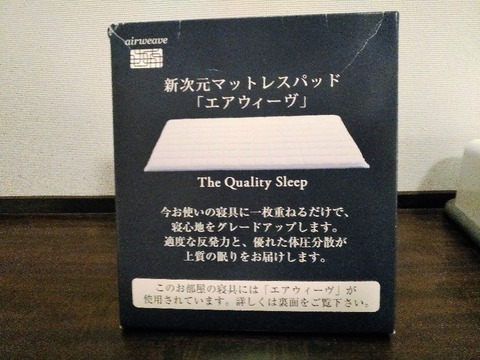 airweave
新次元マットレスパッド
「エアウィーヴ」
The Quality Sleep
今お使いの寝具に一枚重ねるだけで、
寝心地をグレードアップします。
適度な反発力と、優れた体圧分散が
上質の眠りをお届けします。
このお部屋の寝具には「エアウィーヴ」が
使用されています。詳しくは裏面をご覧下さい。